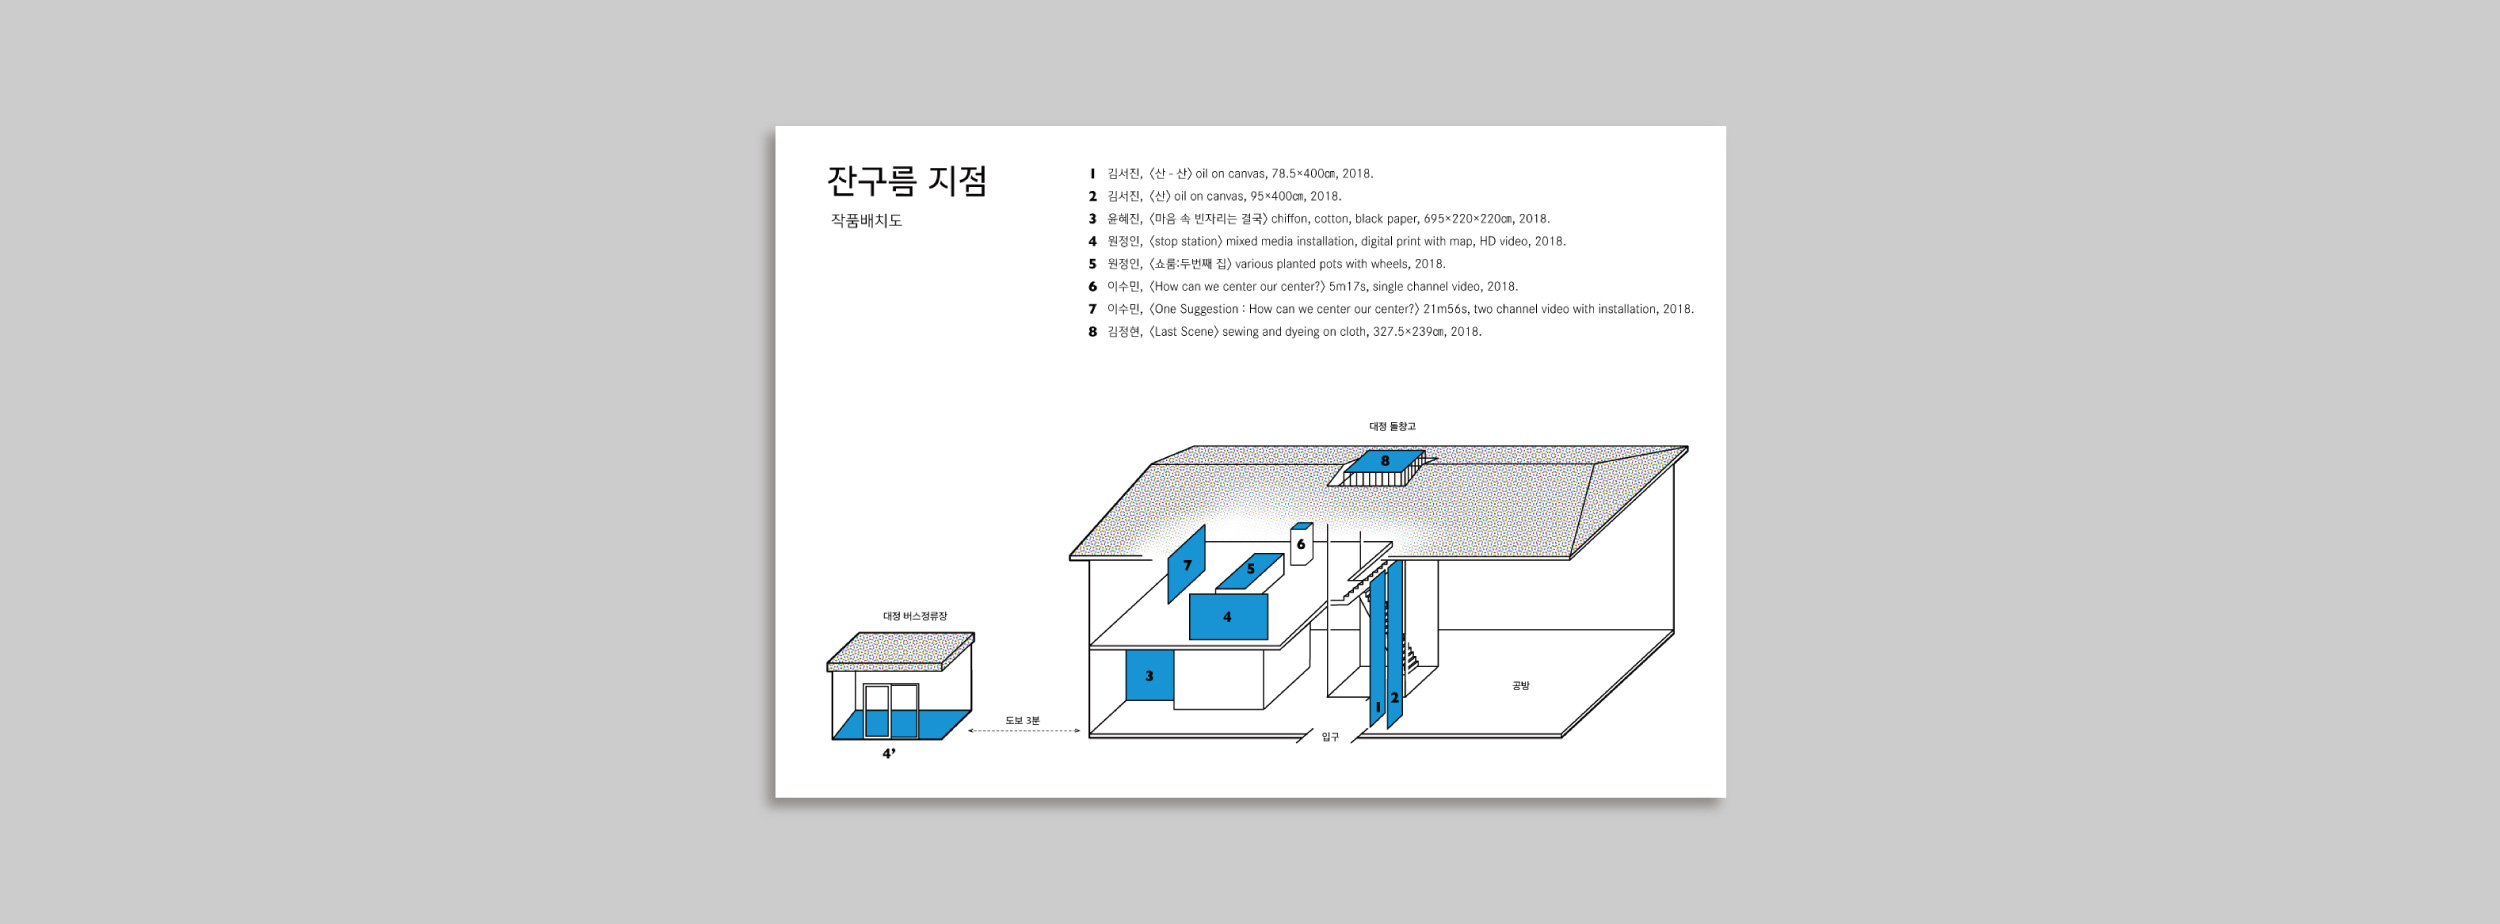 잔구름 지점
작품배치도
1 김서진, 〈산 - 산〉 oil on canvas, 78.5×400㎝, 2018.
2 김서진, 〈산〉 oil on canvas, 95×400㎝, 2018.
3 윤혜진, 〈마음 속 빈자리는 결국〉 chiffon, cotton, black paper, 695×220×220㎝, 2018.
4 원정인, 〈stop station〉 mixed media installation, digital print with map, HD video, 2018.
5 원정인, 〈쇼룸:두번째 집〉 various planted pots with wheels, 2018.
6 이수민, 〈How can we center our center?〉 5m17s, single channel video, 2018.
7 이수민, 〈One Suggestion : How can we center our center?〉 21m56s, two channel video with installation, 2018.
8 김정현, 〈Last Scene〉 sewing and dyeing on cloth, 327.5×239㎝, 2018.
대정 돌창고
8
6
7
5
4
대정 버스정류장
3
공방
2
1
도보 3분
입구
4’